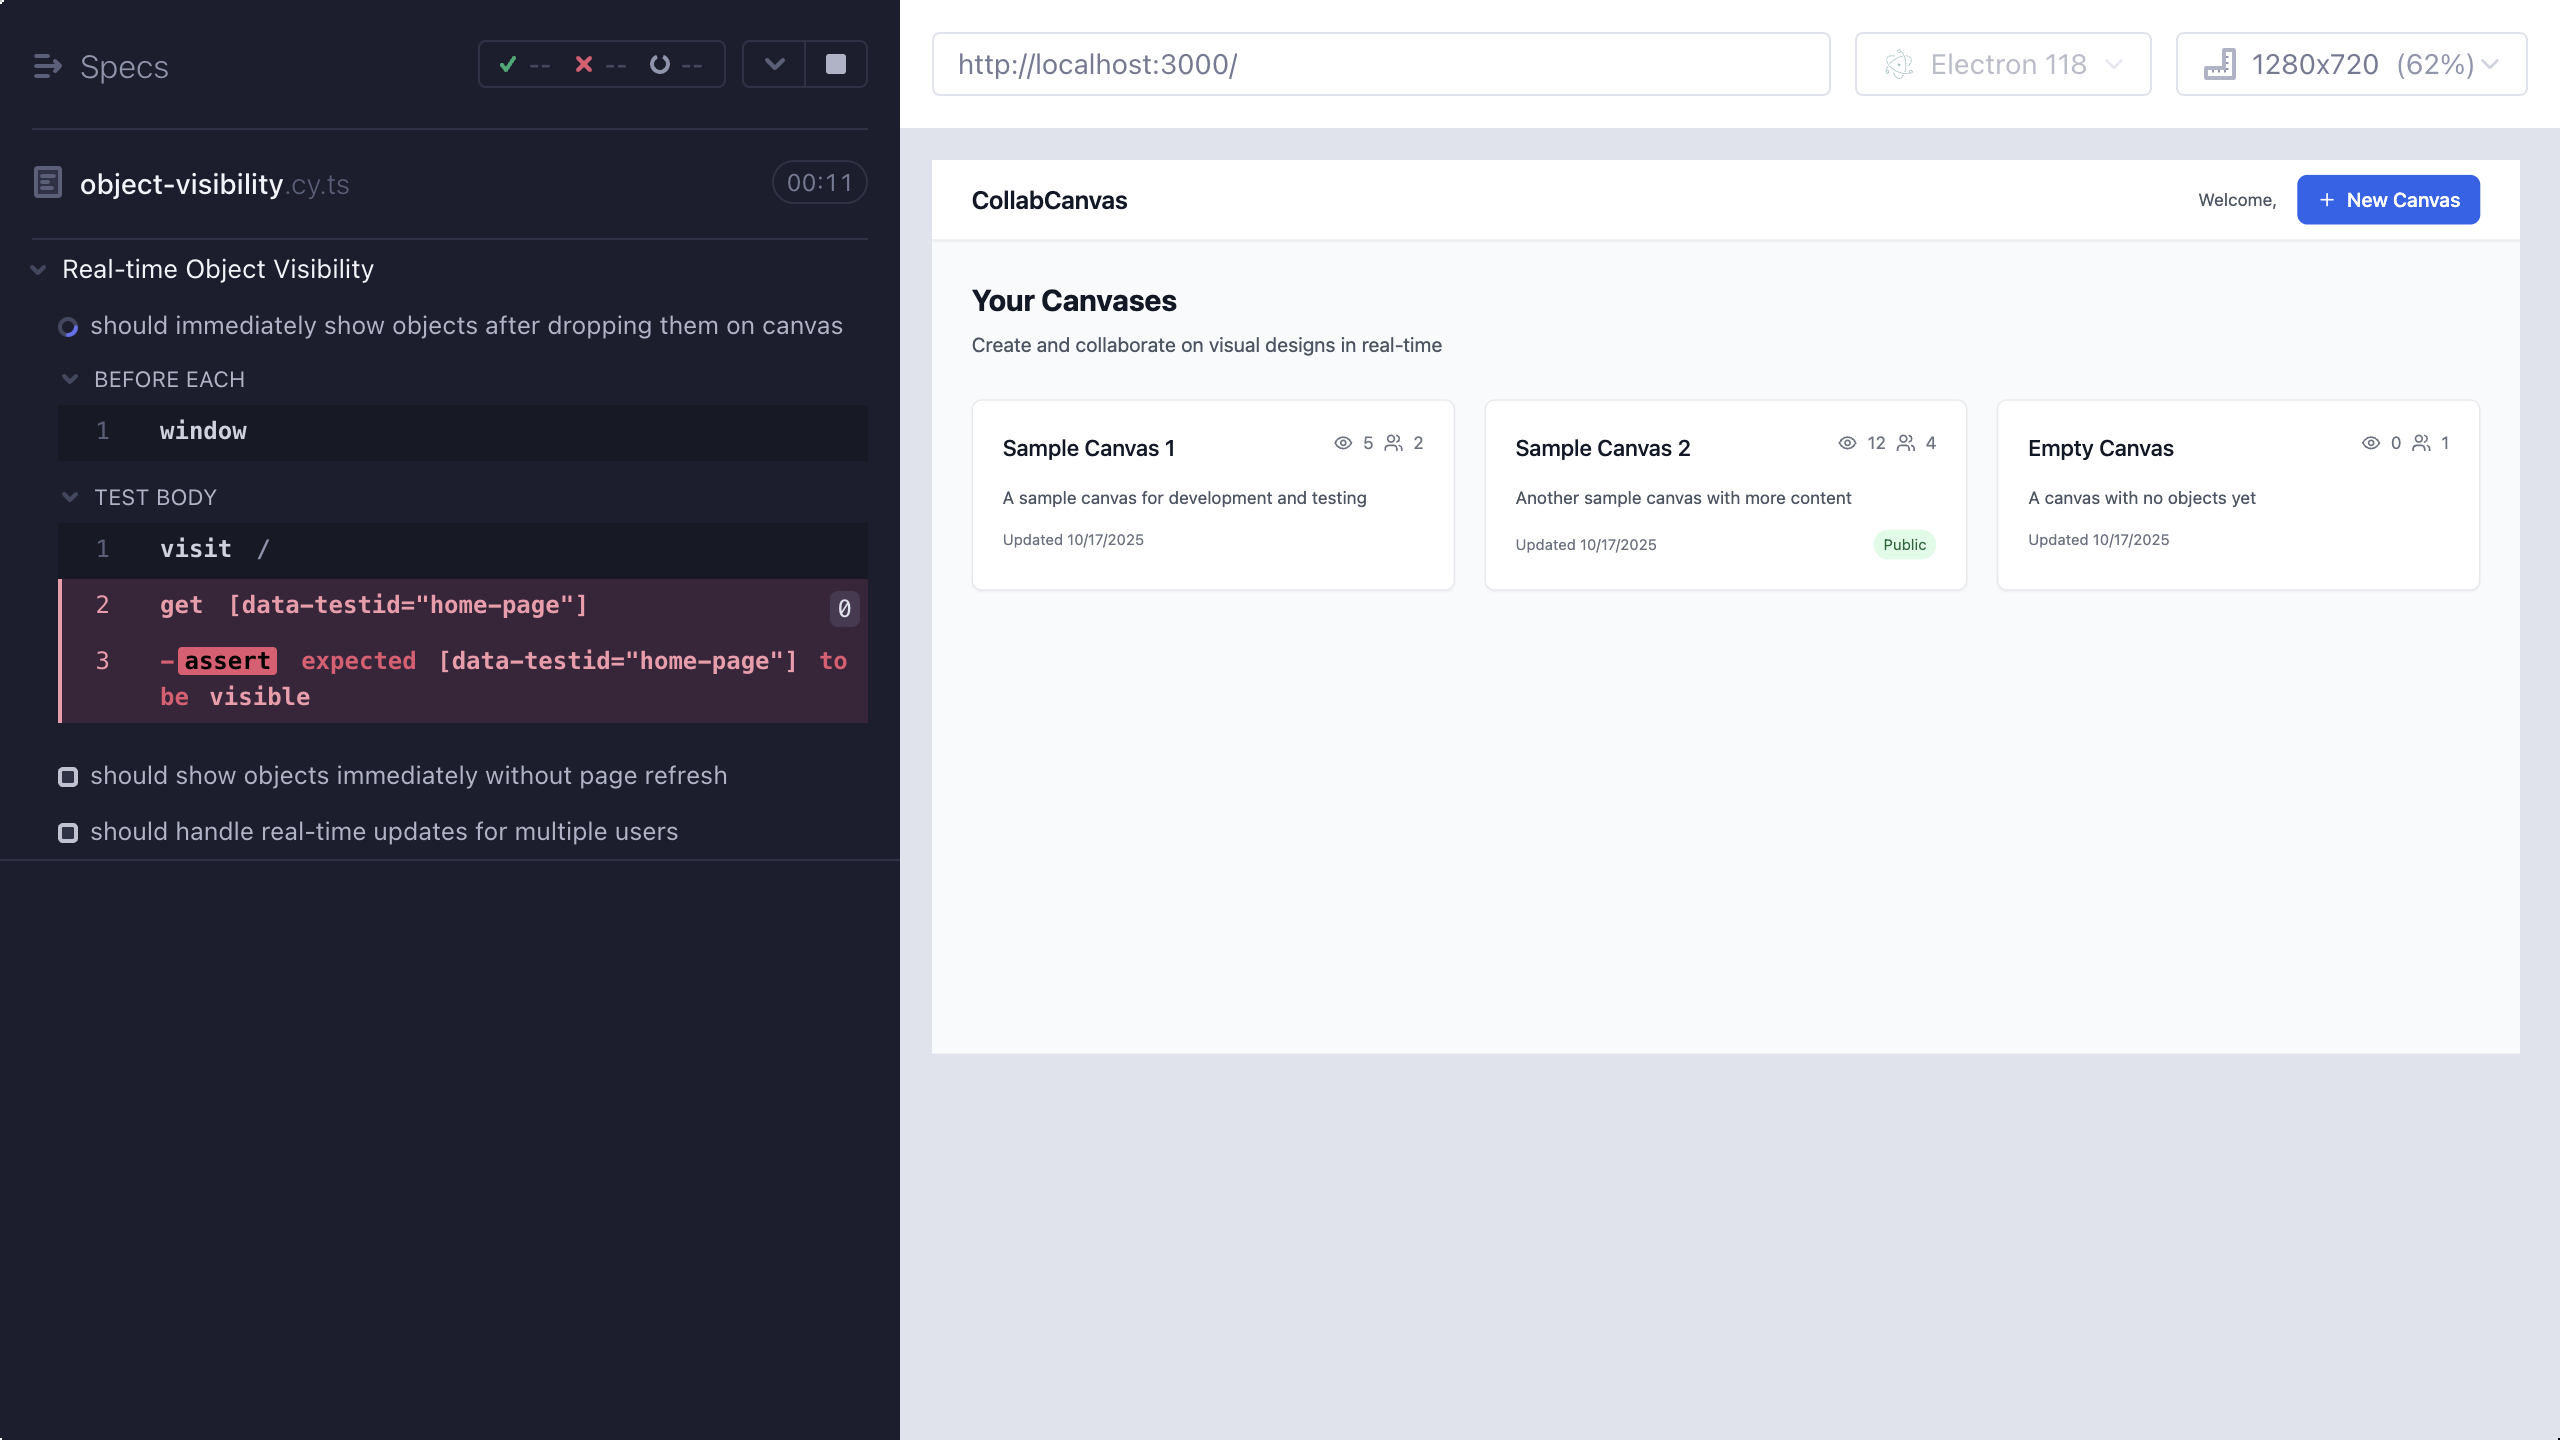 Specs
-- -- --
object-visibility.cy.ts
00:11
Real-time Object Visibility
should immediately show objects after dropping them on canvas
BEFORE EACH
1 window
TEST BODY
1 visit /
2 get [data-testid="home-page"] 0
3 -assert expected [data-testid="home-page"] to
be visible
should show objects immediately without page refresh
should handle real-time updates for multiple users
http://localhost:3000/
Electron 118
1280x720 (62%)
CollabCanvas
Welcome,
+ New Canvas
Your Canvases
Create and collaborate on visual designs in real-time
Sample Canvas 1
5 2
A sample canvas for development and testing
Updated 10/17/2025
Sample Canvas 2
12 4
Another sample canvas with more content
Updated 10/17/2025
Public
Empty Canvas
0 1
A canvas with no objects yet
Updated 10/17/2025